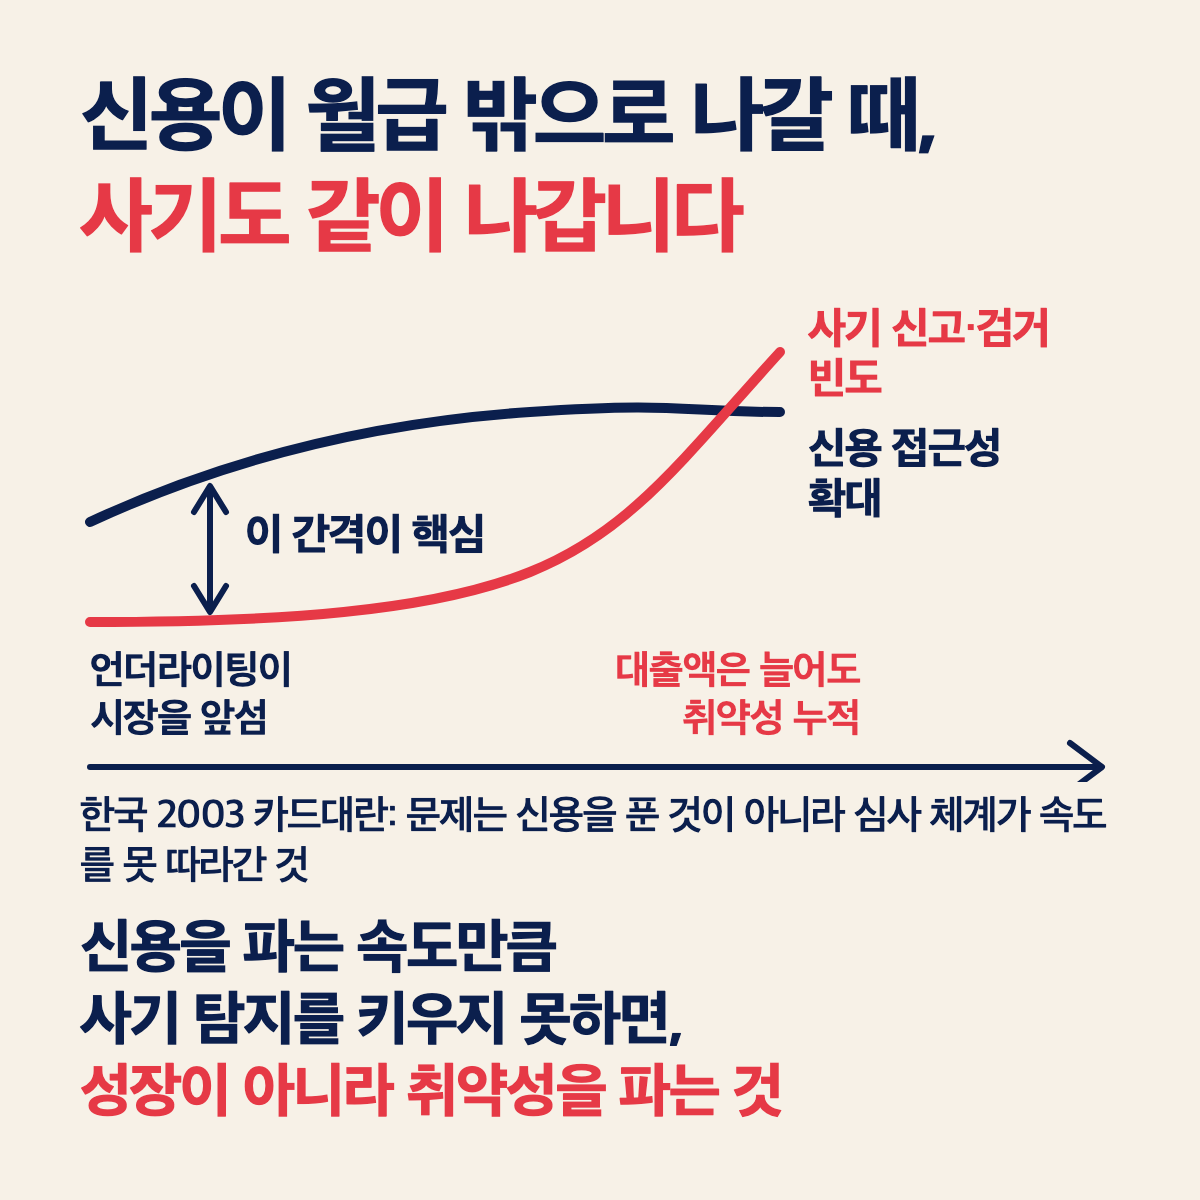 신용이 월급 밖으로 나갈 때,
사기도 같이 나갑니다
사기 신고·검거
빈도
신용 접근성
확대
이 간격이 핵심
언더라이팅이
시장을 앞섬
대출액은 늘어도
취약성 누적
한국 2003 카드대란: 문제는 신용을 푼 것이 아니라 심사 체계가 속도
를 못 따라간 것
신용을 파는 속도만큼
사기 탐지를 키우지 못하면,
성장이 아니라 취약성을 파는 것